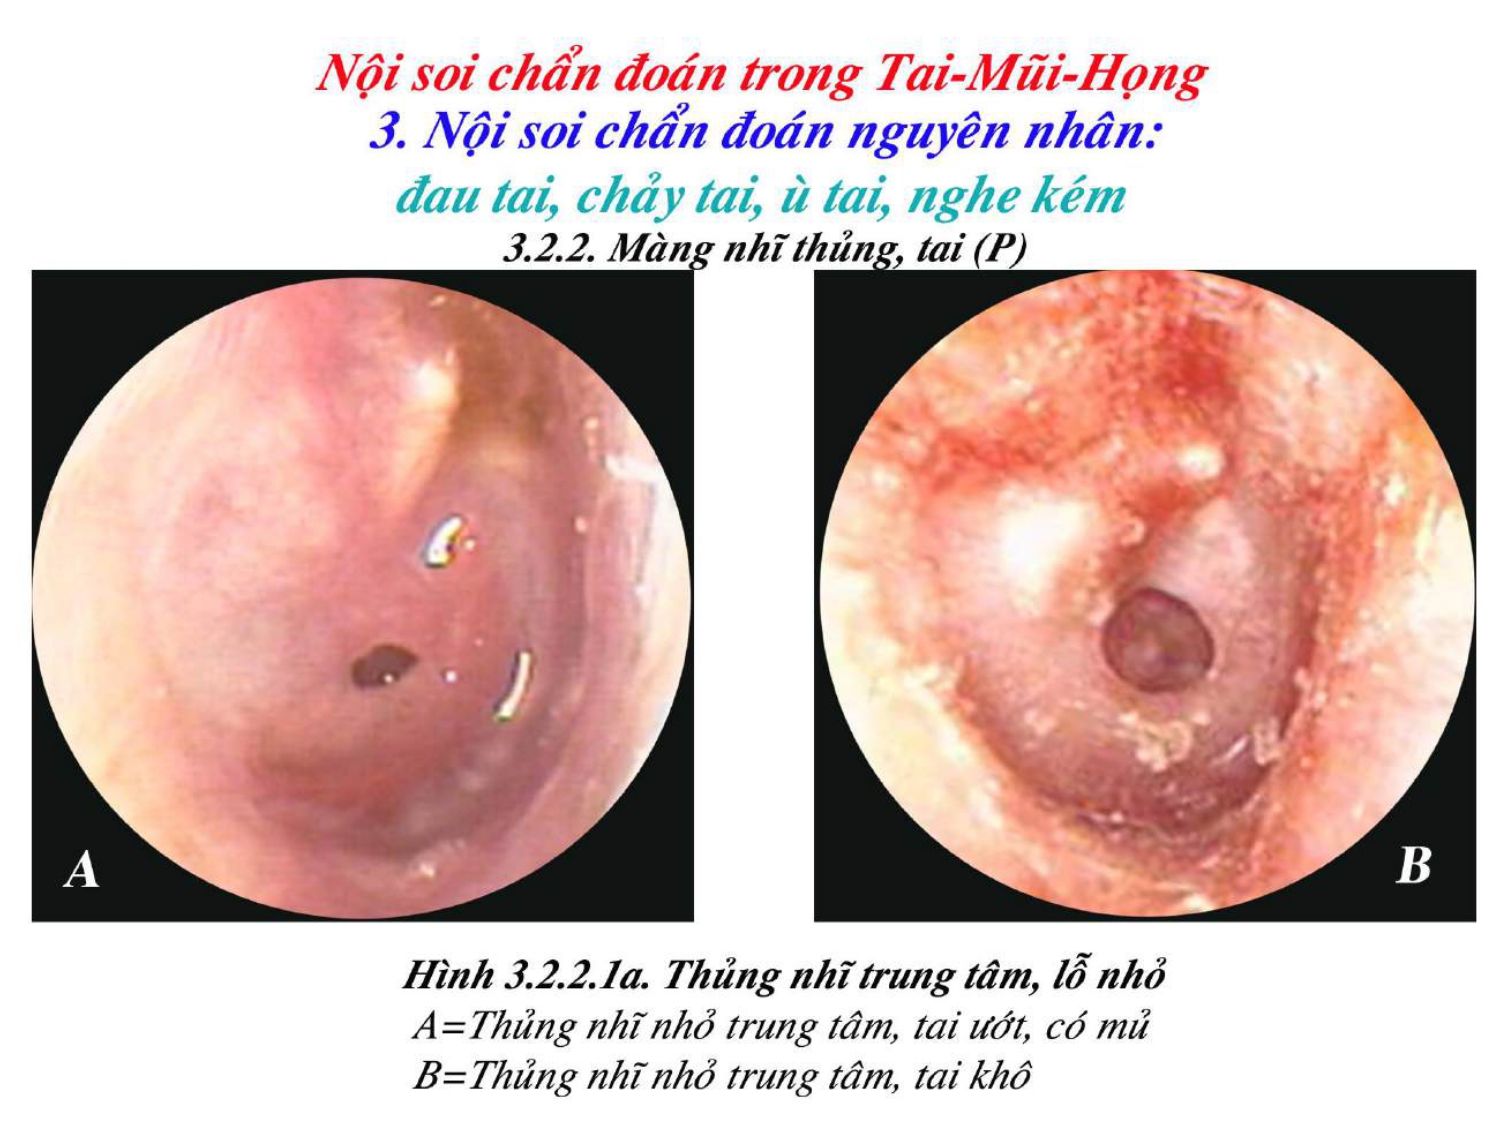 Nội soi chẩn đoán trong Tai-Mũi-Họng
3. Nội soi chẩn đoán nguyên nhân:
đau tai, chảy tai, ù tai, nghe kém
3.2.2. Màng nhĩ thủng, tai (P)
A
B
Hình 3.2.2.1a. Thủng nhĩ trung tâm, lỗ nhỏ
A=Thủng nhĩ nhỏ trung tâm, tai ướt, có mủ
B=Thủng nhĩ nhỏ trung tâm, tai khô